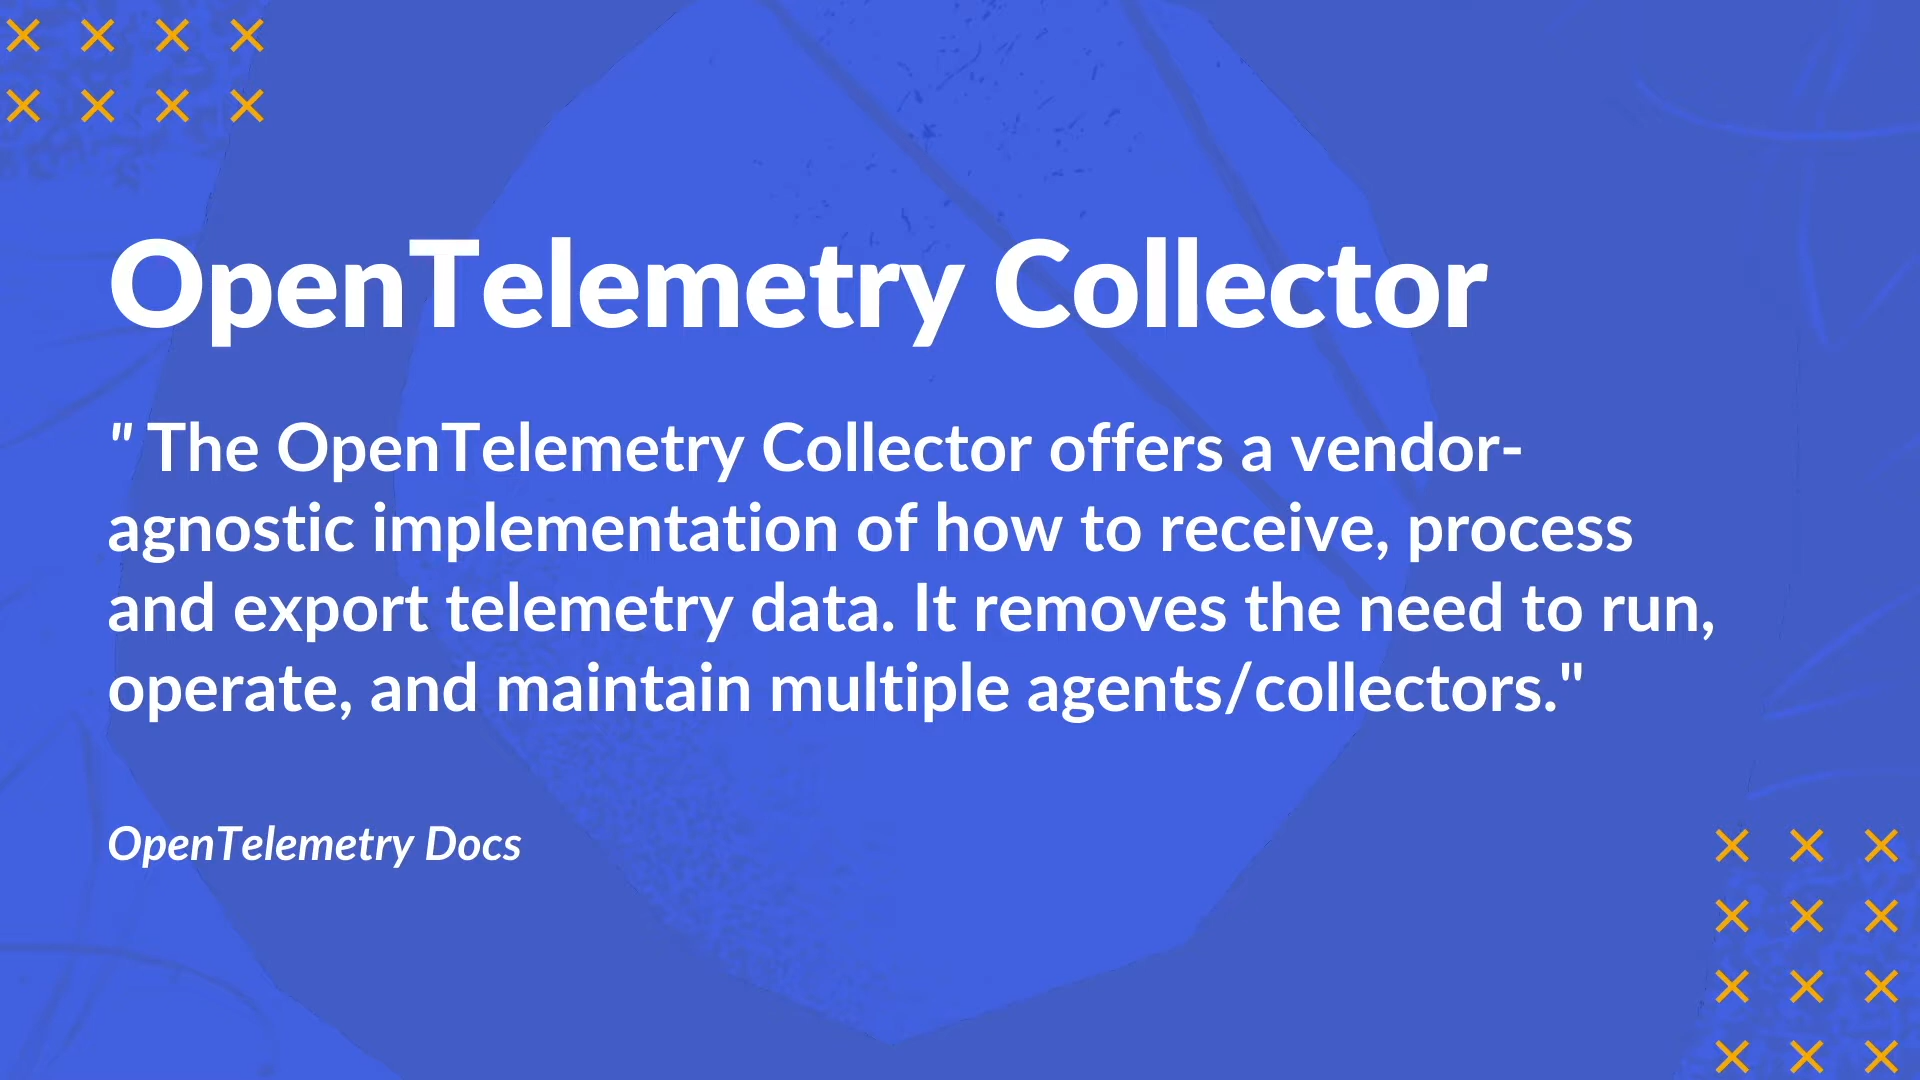 OpenTelemetry Collector
" The OpenTelemetry Collector offers a vendor-
agnostic implementation of how to receive, process
and export telemetry data. It removes the need to run,
operate, and maintain multiple agents/collectors."
OpenTelemetry Docs